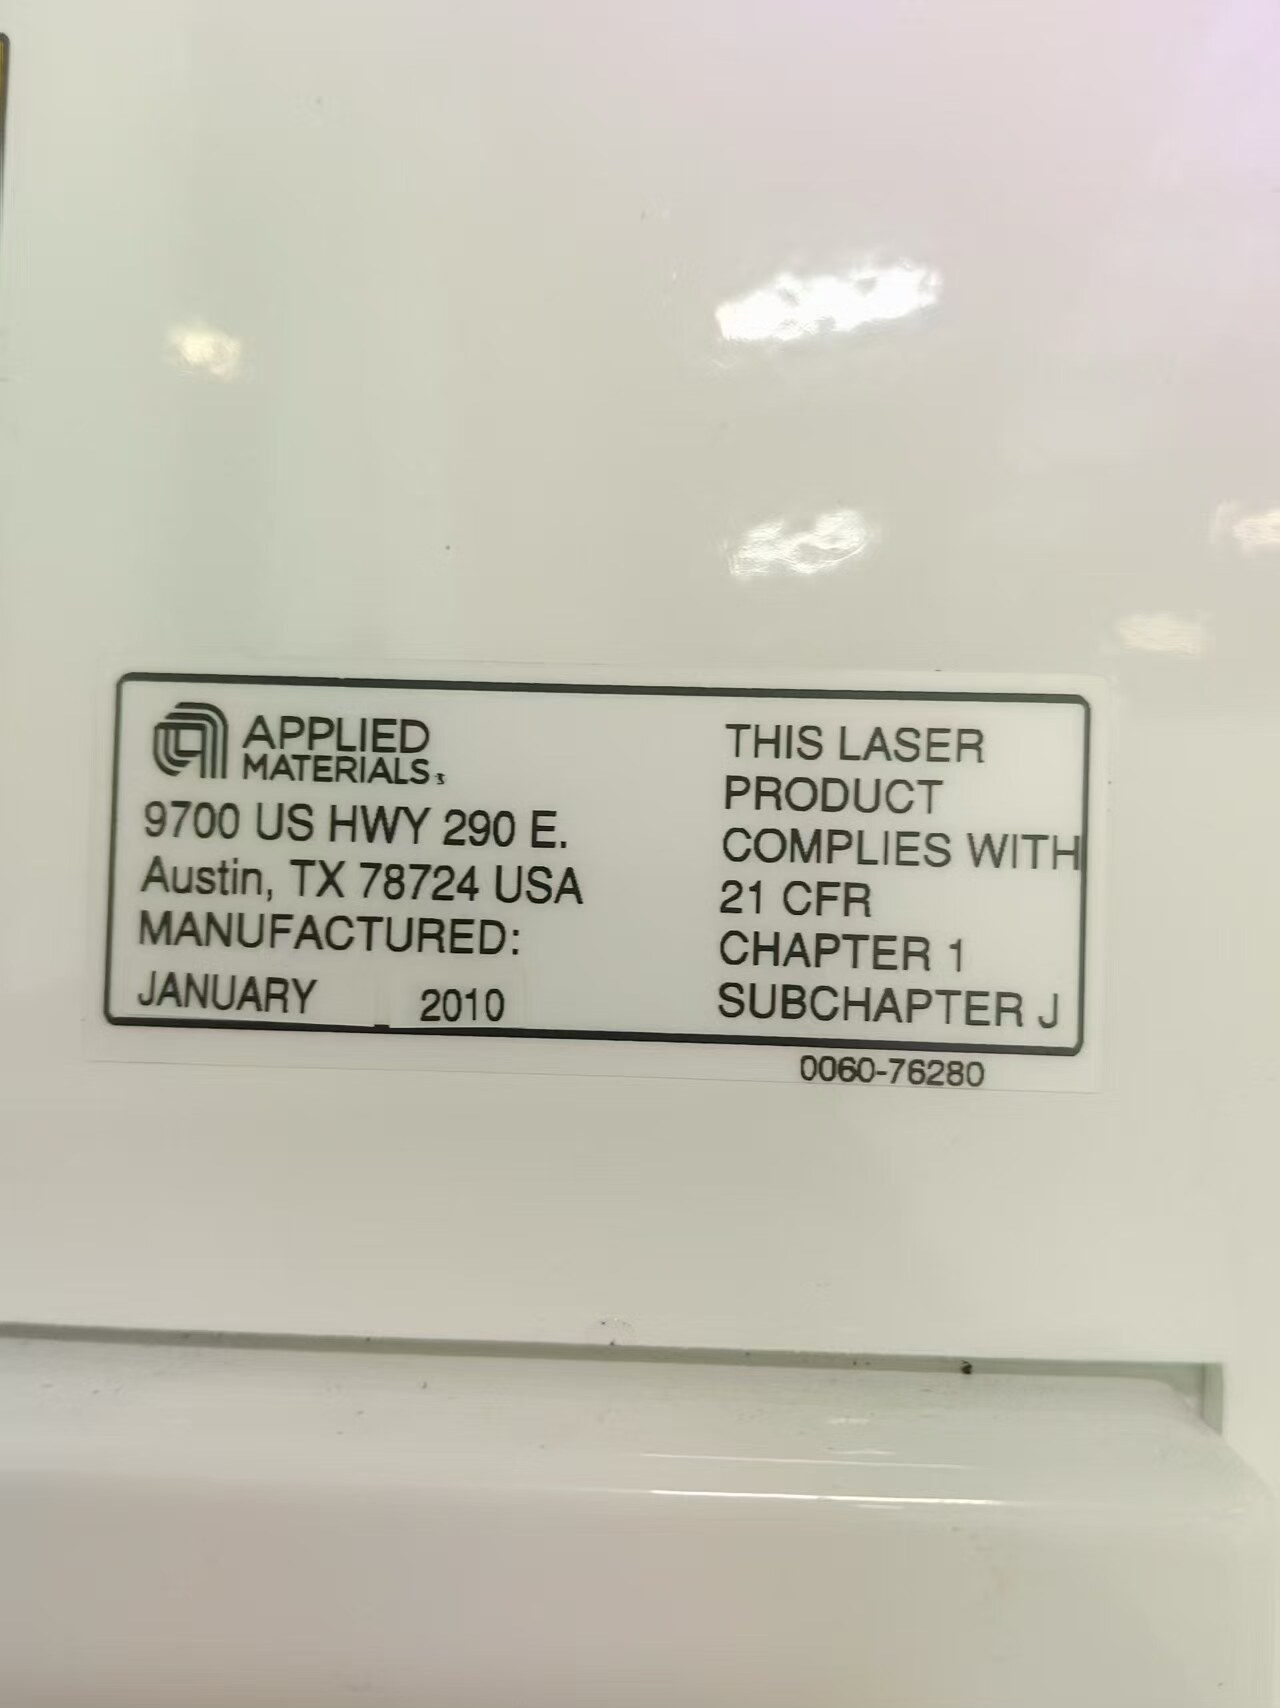 APPLIED
MATERIALS
9700 US HWY 290 E.
Austin, TX 78724 USA
MANUFACTURED:
JANUARY 2010
THIS LASER
PRODUCT
COMPLIES WITH
21 CFR
CHAPTER 1
SUBCHAPTER J
0060-76280